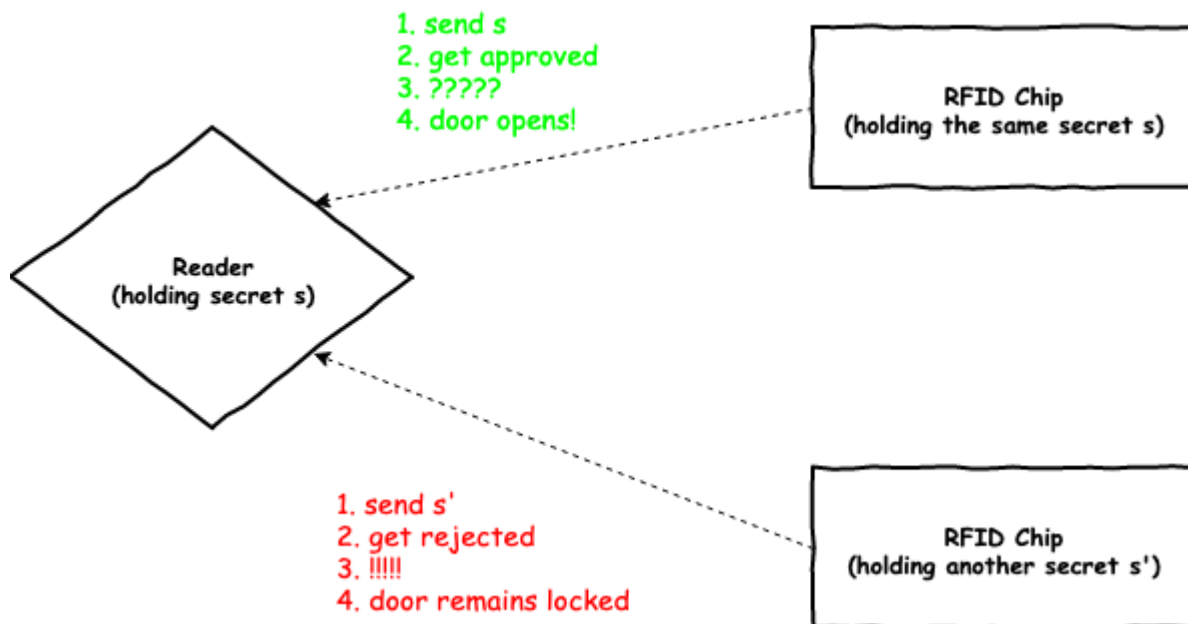 1. send s
2. get approved
3. ?????
4. door opens!
RFID Chip
(holding the same secret s)
Reader
(holding secret s)
1. send s'
2. get rejected
3. !!!!!
4. door remains locked
RFID Chip
(holding another secret s')